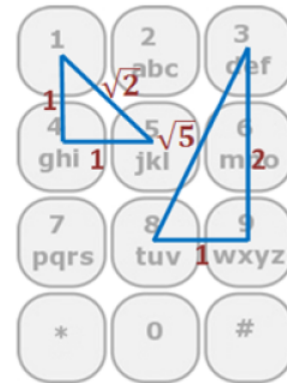 1 2 3
abc def
√2
1
4 5 6
√5
ghi 1 jkl mno 2
7 8 9
pqrs tuv 1 wxyz
* 0 #